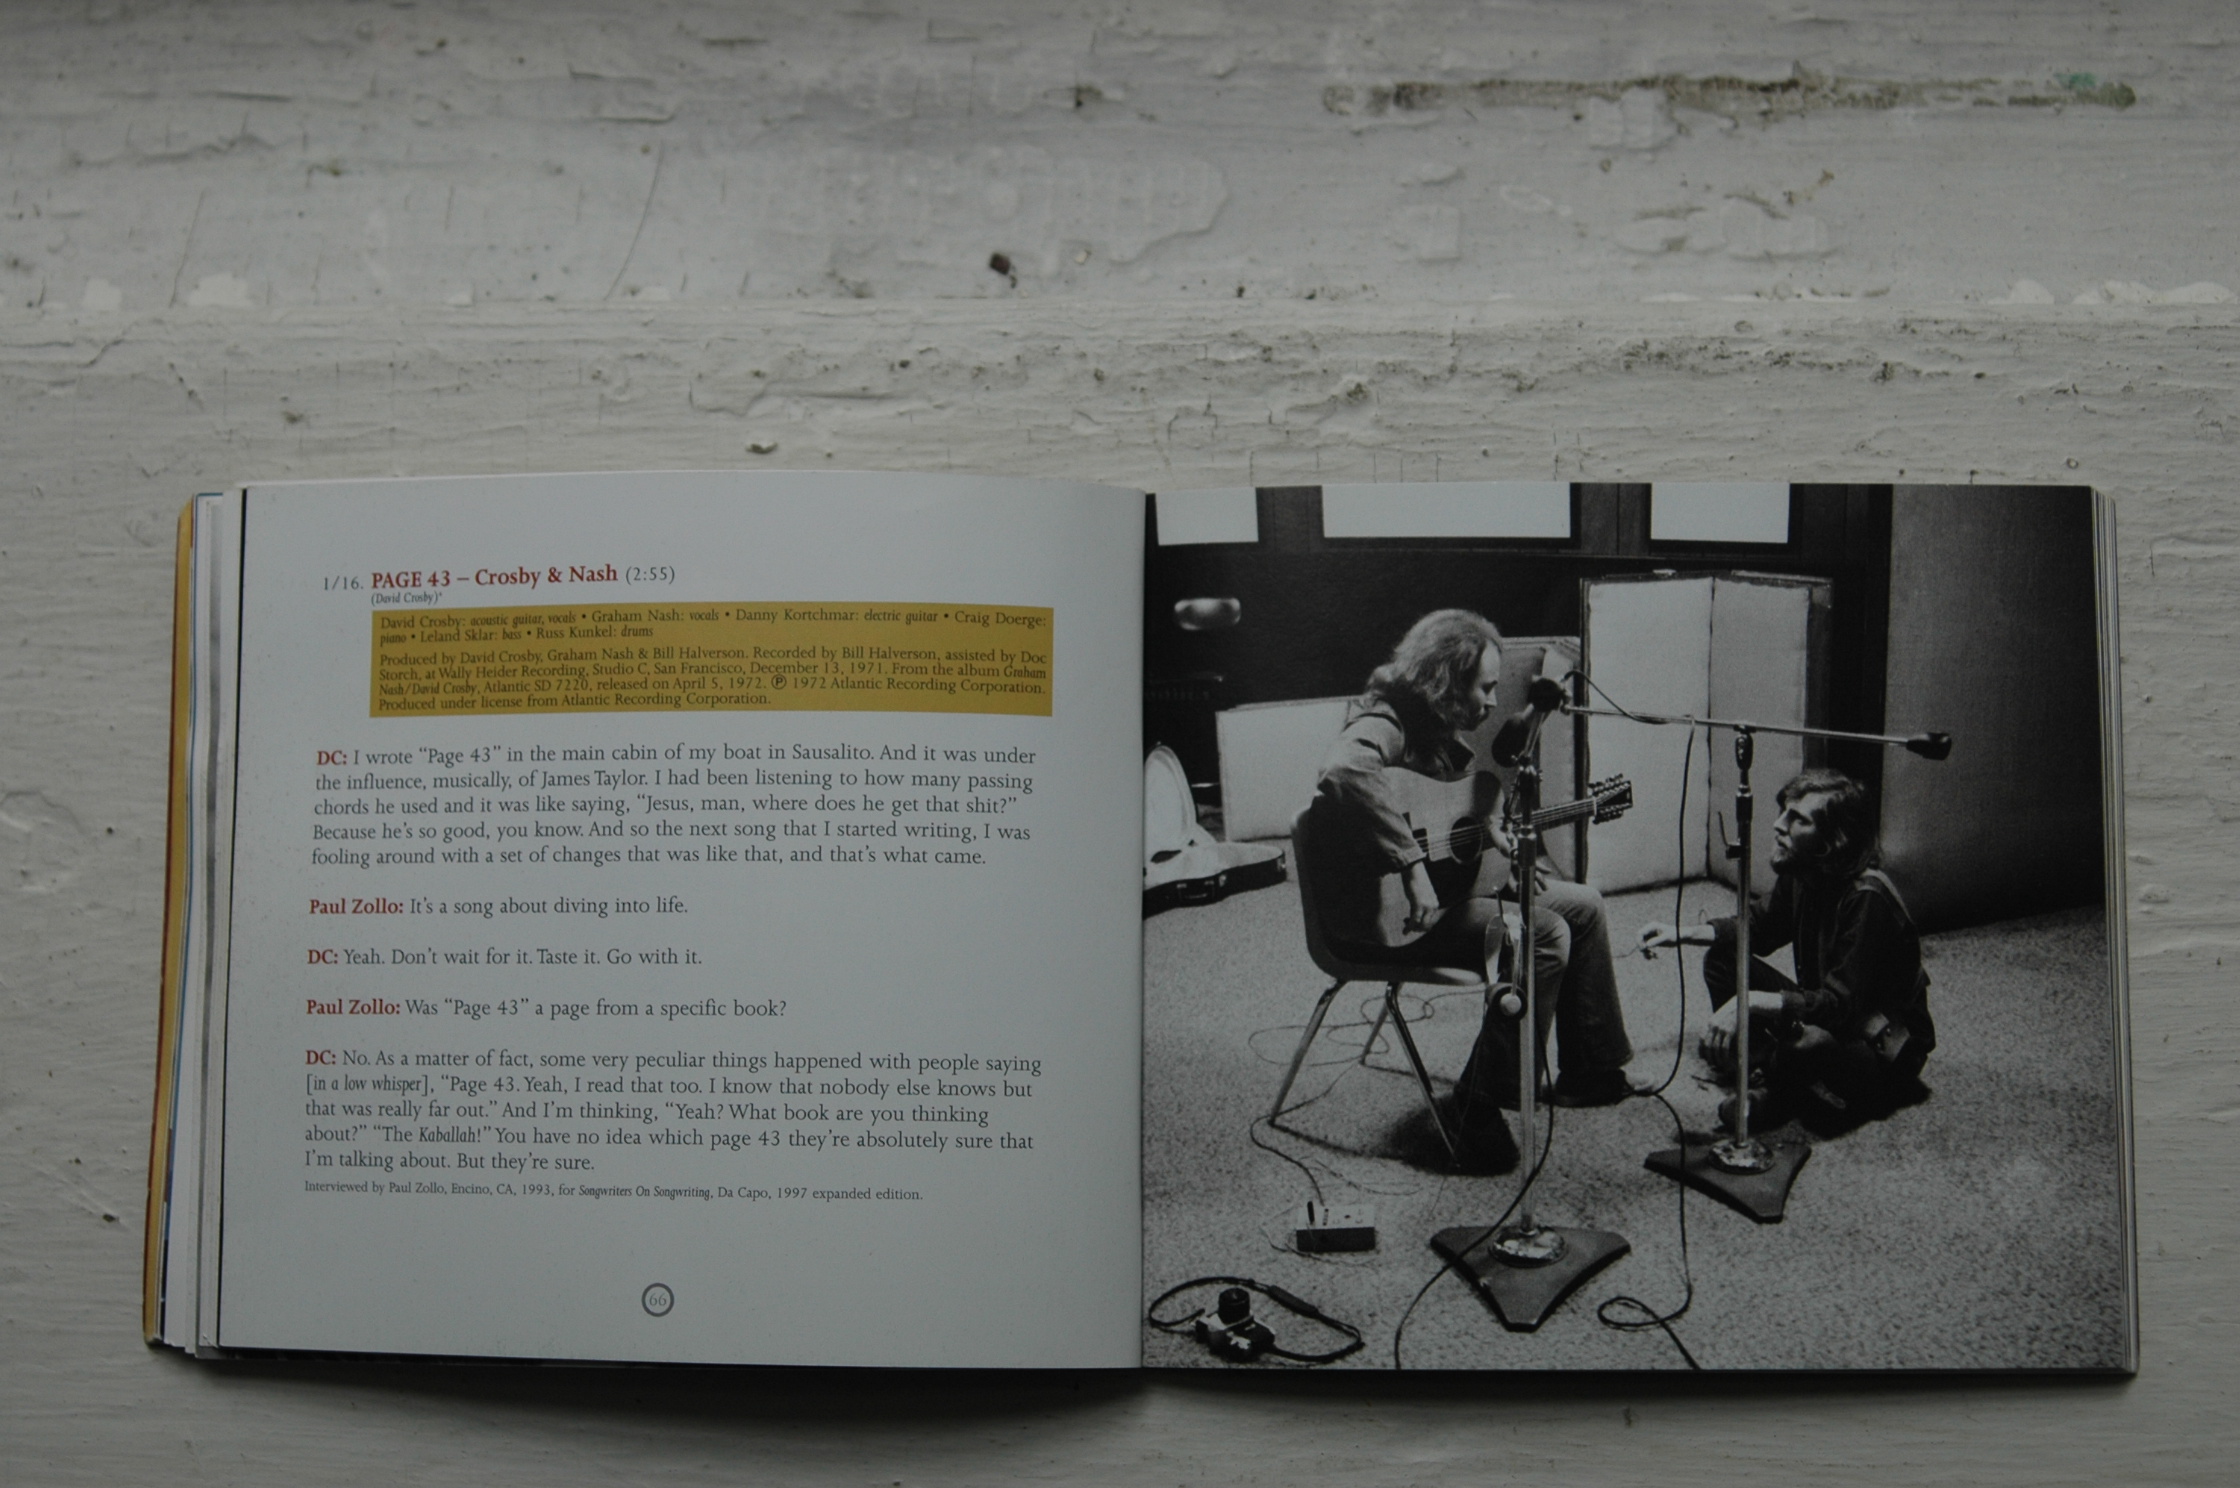 1/16. PAGE 43 – Crosby & Nash (2:55)
(David Crosby)*
David Crosby: acoustic guitar, vocals • Graham Nash: vocals • Danny Kortchmar: electric guitar • Craig Doerge:
piano • Leland Sklar: bass • Russ Kunkel: drums
Produced by David Crosby, Graham Nash & Bill Halverson. Recorded by Bill Halverson, assisted by Doc
Storch, at Wally Heider Recording, Studio C, San Francisco, December 13, 1971. From the album Graham
Nash/David Crosby, Atlantic SD 7220, released on April 5, 1972. ℗ 1972 Atlantic Recording Corporation.
Produced under license from Atlantic Recording Corporation.
DC: I wrote “Page 43” in the main cabin of my boat in Sausalito. And it was under
the influence, musically, of James Taylor. I had been listening to how many passing
chords he used and it was like saying, “Jesus, man, where does he get that shit?”
Because he’s so good, you know. And so the next song that I started writing, I was
fooling around with a set of changes that was like that, and that’s what came.
Paul Zollo: It’s a song about diving into life.
DC: Yeah. Don’t wait for it. Taste it. Go with it.
Paul Zollo: Was “Page 43” a page from a specific book?
DC: No. As a matter of fact, some very peculiar things happened with people saying
[in a low whisper], “Page 43. Yeah, I read that too. I know that nobody else knows but
that was really far out.” And I’m thinking, “Yeah? What book are you thinking
about?” “The Kaballah!” You have no idea which page 43 they’re absolutely sure that
I’m talking about. But they’re sure.
Interviewed by Paul Zollo, Encino, CA, 1993, for Songwriters On Songwriting, Da Capo, 1997 expanded edition.
66